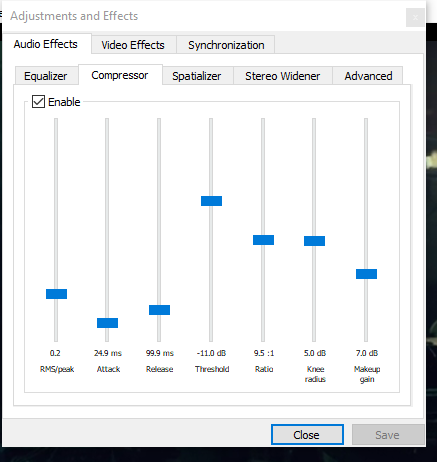 Adjustments and Effects
Audio Effects Video Effects Synchronization
Equalizer Compressor Spatializer Stereo Widener Advanced
Enable
0.2 24.9 ms 99.9 ms -11.0 dB 9.5 :1 5.0 dB 7.0 dB
RMS/peak Attack Release Threshold Ratio Knee radius Makeup gain
Close Save